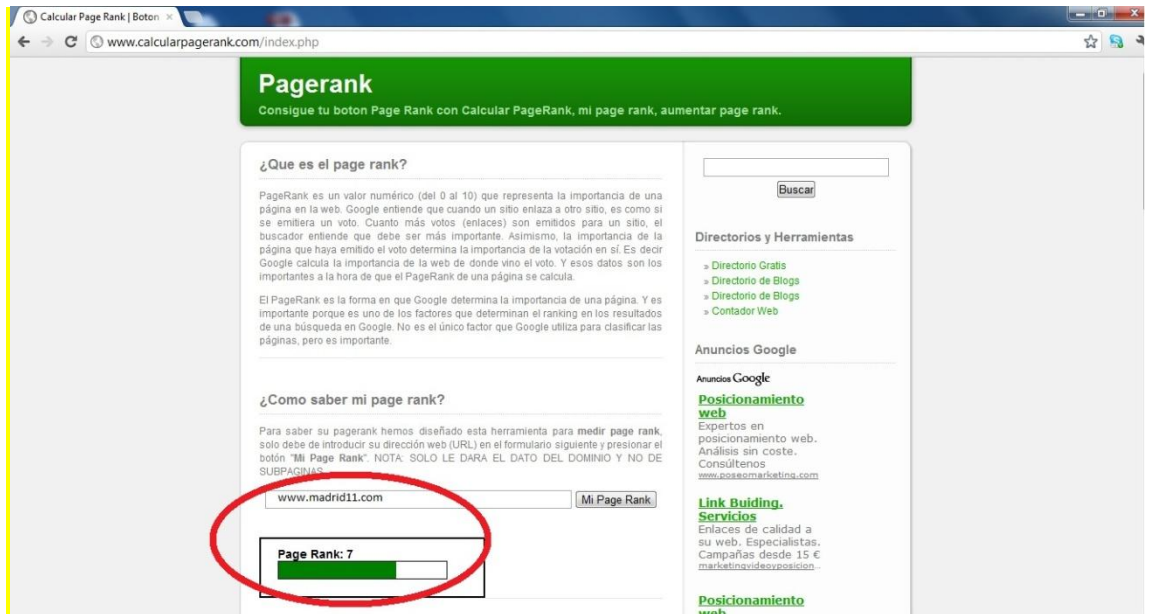 Calcular Page Rank | Boton
www.calcularpagerank.com/index.php
Pagerank
Consigue tu boton Page Rank con Calcular PageRank, mi page rank, aumentar page rank.
¿Que es el page rank?
PageRank es un valor numérico (del 0 al 10) que representa la importancia de una
página en la web. Google entiende que cuando un sitio enlaza a otro sitio, es como si
se emitiera un voto. Cuanto más votos (enlaces) son emitidos para un sitio, el
buscador entiende que debe ser más importante. Asimismo, la importancia de la
página que haya emitido el voto determina la importancia de la votación en sí. Es decir
Google calcula la importancia de la web de donde vino el voto. Y esos datos son los
importantes a la hora de que el PageRank de una página se calcula.
El PageRank es la forma en que Google determina la importancia de una página. Y es
importante porque es uno de los factores que determinan el ranking en los resultados
de una búsqueda en Google. No es el único factor que Google utiliza para clasificar las
páginas, pero es importante.
¿Como saber mi page rank?
Para saber su pagerank hemos diseñado esta herramienta para medir page rank,
solo debe de introducir su dirección web (URL) en el formulario siguiente y presionar el
botón "Mi Page Rank". NOTA: SOLO LE DARA EL DATO DEL DOMINIO Y NO DE
SUBPAGINAS
www.madrid11.com
Mi Page Rank
Page Rank: 7
Buscar
Directorios y Herramientas
» Directorio Gratis
» Directorio de Blogs
» Directorio de Blogs
» Contador Web
Anuncios Google
Anuncios Google
Posicionamiento
web
Expertos en
posicionamiento web.
Análisis sin coste.
Consúltenos
www.poseomarketing.com
Link Buiding.
Servicios
Enlaces de calidad a
su web. Especialistas.
Campañas desde 15 €
marketingvideoyposicion...
Posicionamiento
web